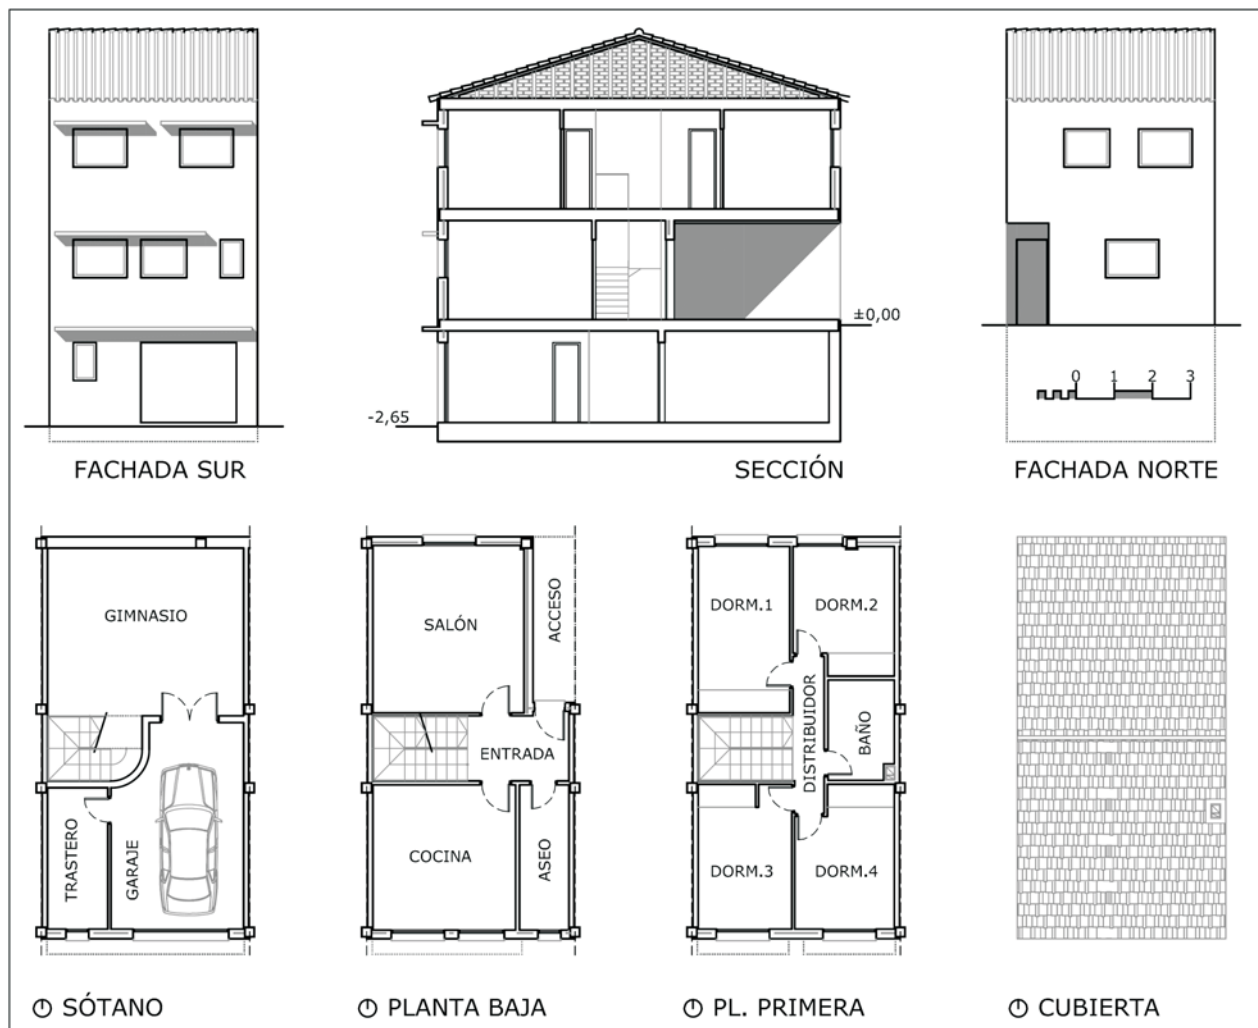 ±0,00
0 1 2 3
-2,65
FACHADA SUR
SECCIÓN
FACHADA NORTE
GIMNASIO
TRASTERO
GARAJE
SALÓN
ACCESO
ENTRADA
COCINA
ASEO
DORM.1
DORM.2
DISTRIBUIDOR
BAÑO
DORM.3
DORM.4
SÓTANO
PLANTA BAJA
PL. PRIMERA
CUBIERTA